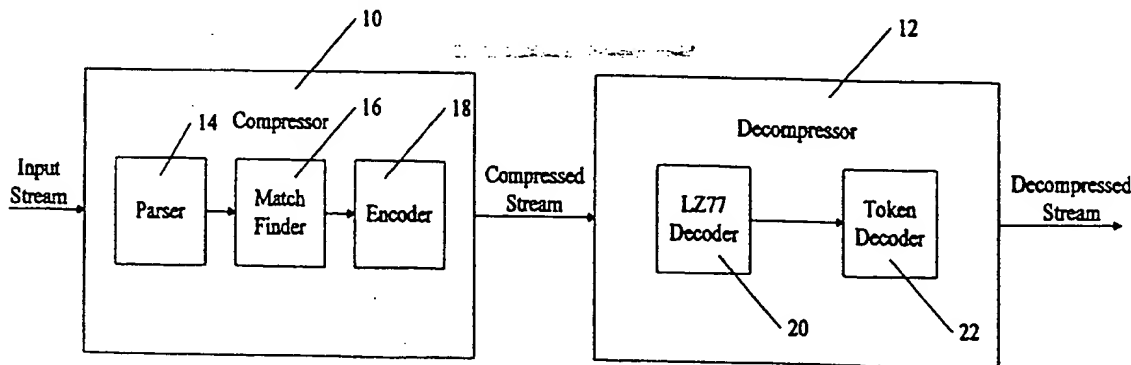 10
12
Compressor
14
16
18
Decompressor
Input
Stream
Parser
Match
Finder
Encoder
Compressed
Stream
LZ77
Decoder
Token
Decoder
Decompressed
Stream
20
22